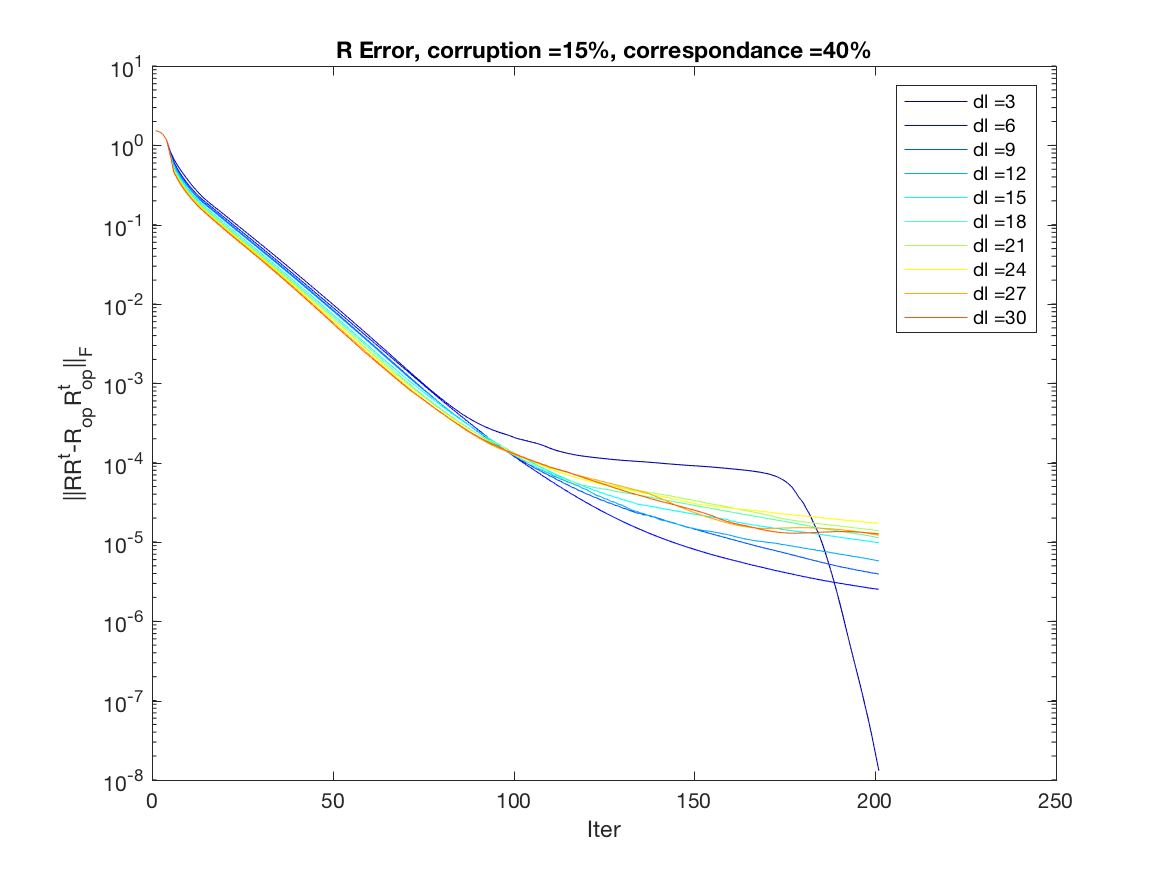 R Error, corruption =15%, correspondance =40%
10^1
10^0
10^-1
10^-2
10^-3
10^-4
10^-5
10^-6
10^-7
10^-8
||RR^t-R_op R^t_op||_F
0 50 100 150 200 250
Iter
dl =3
dl =6
dl =9
dl =12
dl =15
dl =18
dl =21
dl =24
dl =27
dl =30